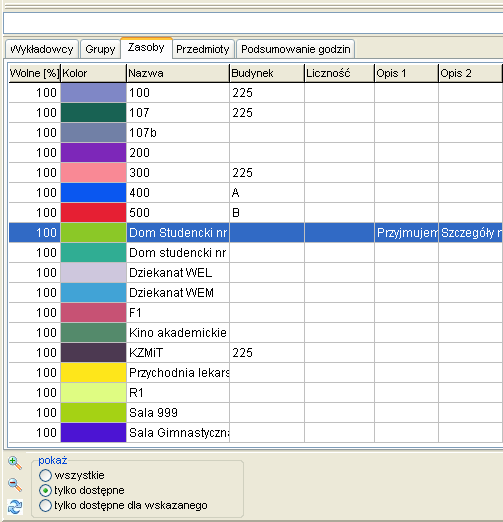 Wykładowcy Grupy Zasoby Przedmioty Podsumowanie godzin
Wolne [%] Kolor Nazwa Budynek Liczność Opis 1 Opis 2
100 100 225
100 107 225
100 107b
100 200
100 300 225
100 400 A
100 500 B
100 Dom Studencki nr Przyjmujem Szczegóły n
100 Dom studencki nr
100 Dziekanat WEL
100 Dziekanat WEM
100 F1
100 Kino akademickie
100 KZMiT 225
100 Przychodnia lekars
100 R1
100 Sala 999
100 Sala Gimnastyczna
pokaż
wszystkie
tylko dostępne
tylko dostępne dla wskazanego